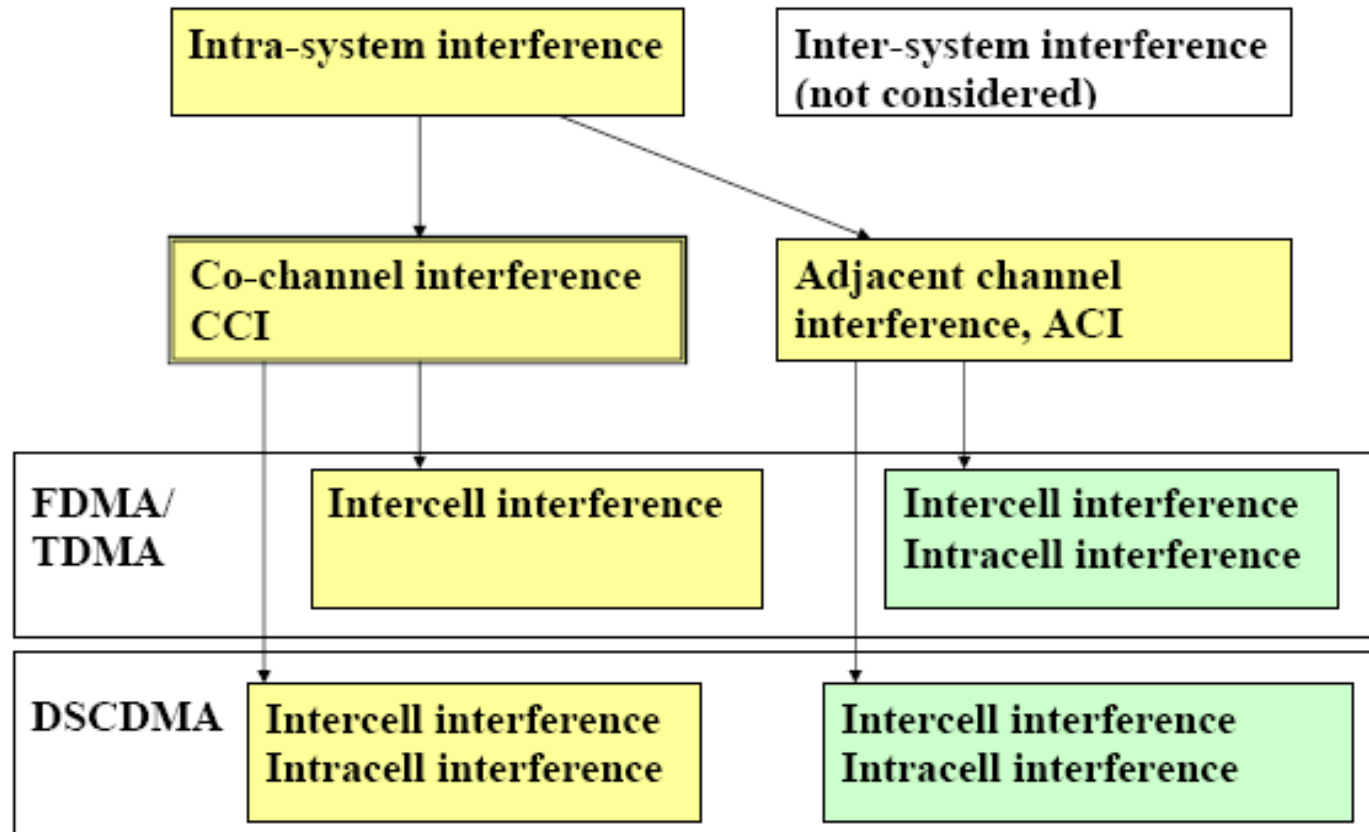 Intra-system interference
Inter-system interference
(not considered)
Co-channel interference
CCI
Adjacent channel
interference, ACI
FDMA/
TDMA
Intercell interference
Intercell interference
Intracell interference
DSCDMA
Intercell interference
Intracell interference
Intercell interference
Intracell interference